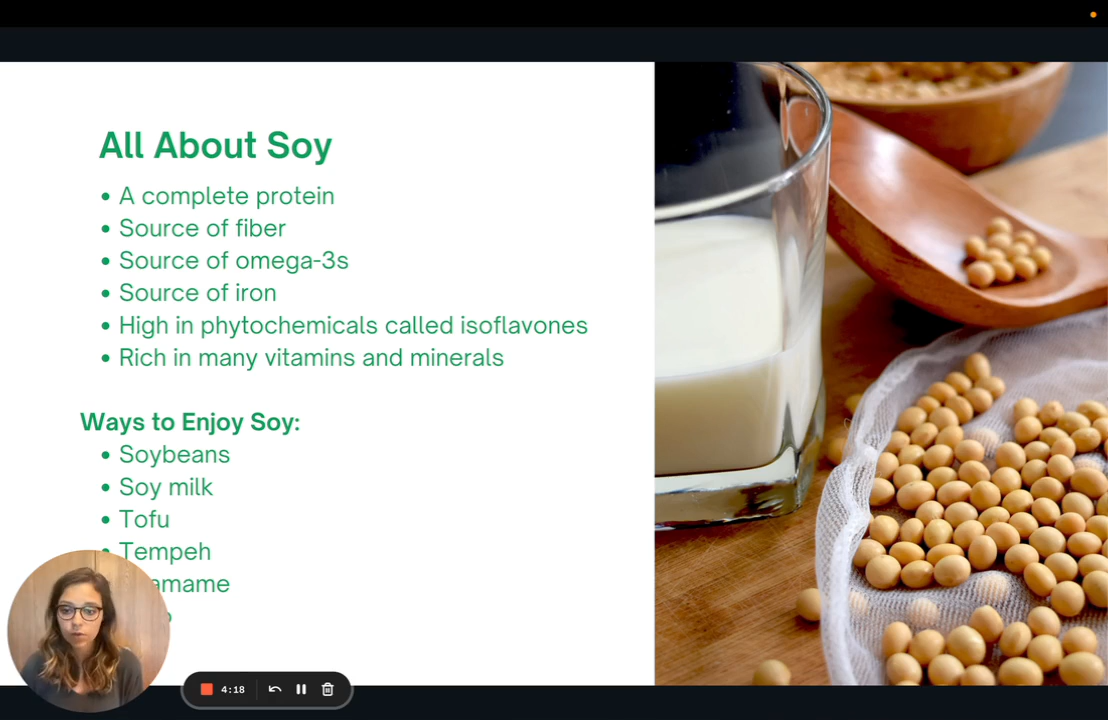 All About Soy
• A complete protein
• Source of fiber
• Source of omega-3s
• Source of iron
• High in phytochemicals called isoflavones
• Rich in many vitamins and minerals
Ways to Enjoy Soy:
• Soybeans
• Soy milk
• Tofu
• Tempeh
amame
4:18